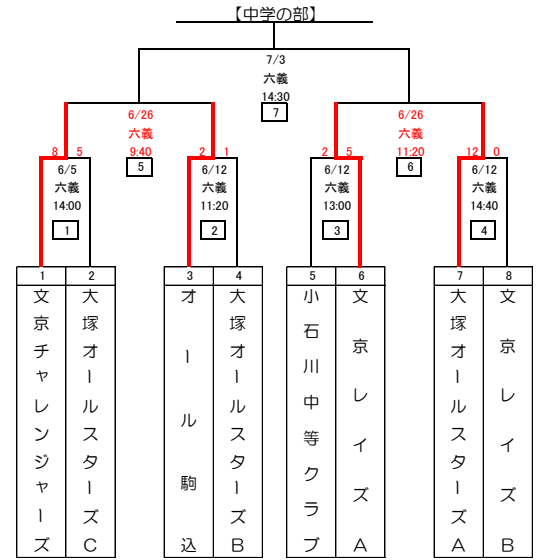 【中学の部】
7/3
六義
14:30
7
6/26
六義
9:40
5
6/26
六義
11:20
6
8 5
6/5
六義
14:00
1
2 1
6/12
六義
11:20
2
2 5
6/12
六義
13:00
3
12 0
6/12
六義
14:40
4
1 2 3 4 5 6 7 8
文京チャレンジャーズ
大塚オールスターズC
オール駒込
大塚オールスターズB
小石川中等クラブ
文京レイズA
大塚オールスターズA
文京レイズB